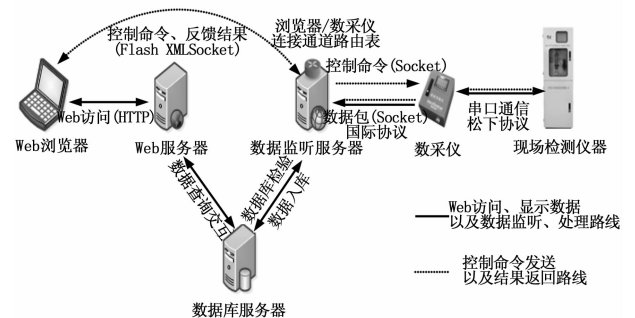 控制命令、反馈结果
(Flash XMLSocket)
浏览器/数采仪
连接通道路由表
控制命令(Socket)
Web访问(HTTP)
数据包(Socket)
国际协议
串口通信
松下协议
Web浏览器
Web服务器
数据监听服务器
数采仪
现场检测仪器
数据查询交互
数据库检验
数据入库
数据库服务器
Web访问、显示数据
以及数据监听、处理路线
控制命令发送
以及结果返回路线